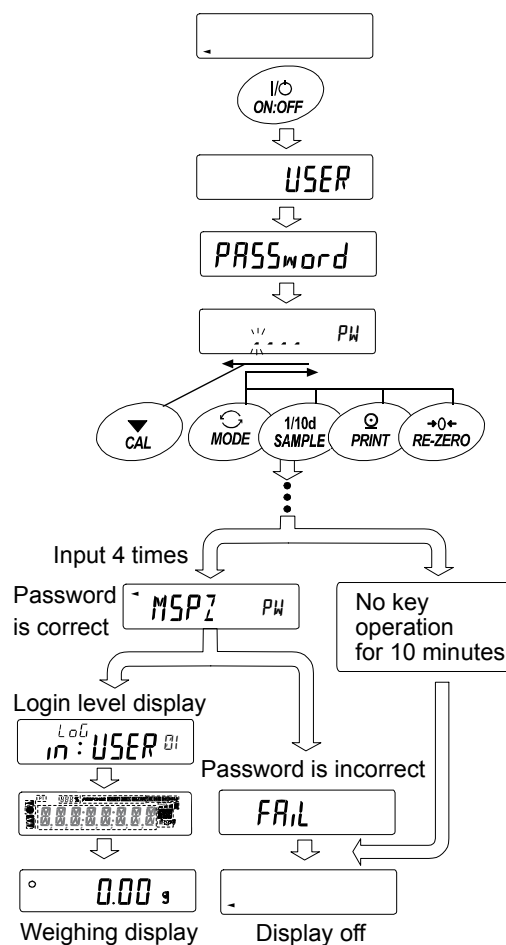 I/
ON:OFF
USER
PASSword
PW
CAL
MODE
1/10d
SAMPLE
PRINT
→0←
RE-ZERO
Input 4 times
Password
is correct
MSPZ PW
No key
operation
for 10 minutes
Login level display
LoG
in:USER 01
Password is incorrect
FAiL
0.00 g
Weighing display
Display off